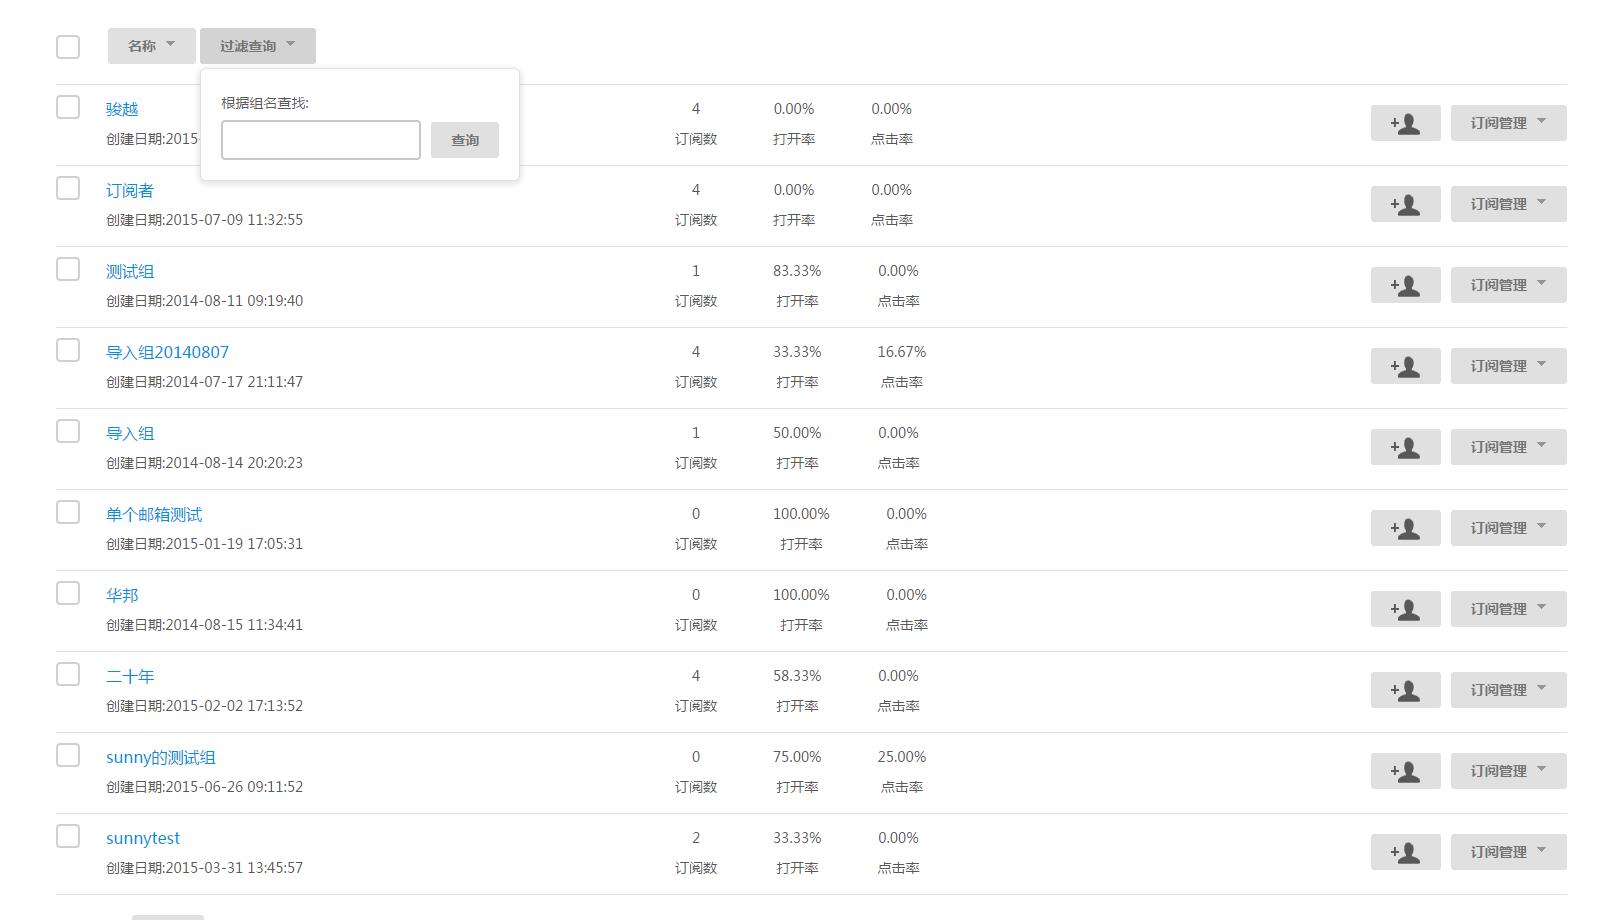 名称 过滤查询
根据组名查找:
查询
骏越 4 0.00% 0.00%
创建日期:2015- 订阅数 打开率 点击率 + 订阅管理
订阅者 4 0.00% 0.00%
创建日期:2015-07-09 11:32:55 订阅数 打开率 点击率 + 订阅管理
测试组 1 83.33% 0.00%
创建日期:2014-08-11 09:19:40 订阅数 打开率 点击率 + 订阅管理
导入组20140807 4 33.33% 16.67%
创建日期:2014-07-17 21:11:47 订阅数 打开率 点击率 + 订阅管理
导入组 1 50.00% 0.00%
创建日期:2014-08-14 20:20:23 订阅数 打开率 点击率 + 订阅管理
单个邮箱测试 0 100.00% 0.00%
创建日期:2015-01-19 17:05:31 订阅数 打开率 点击率 + 订阅管理
华邦 0 100.00% 0.00%
创建日期:2014-08-15 11:34:41 订阅数 打开率 点击率 + 订阅管理
二十年 4 58.33% 0.00%
创建日期:2015-02-02 17:13:52 订阅数 打开率 点击率 + 订阅管理
sunny的测试组 0 75.00% 25.00%
创建日期:2015-06-26 09:11:52 订阅数 打开率 点击率 + 订阅管理
sunnytest 2 33.33% 0.00%
创建日期:2015-03-31 13:45:57 订阅数 打开率 点击率 + 订阅管理